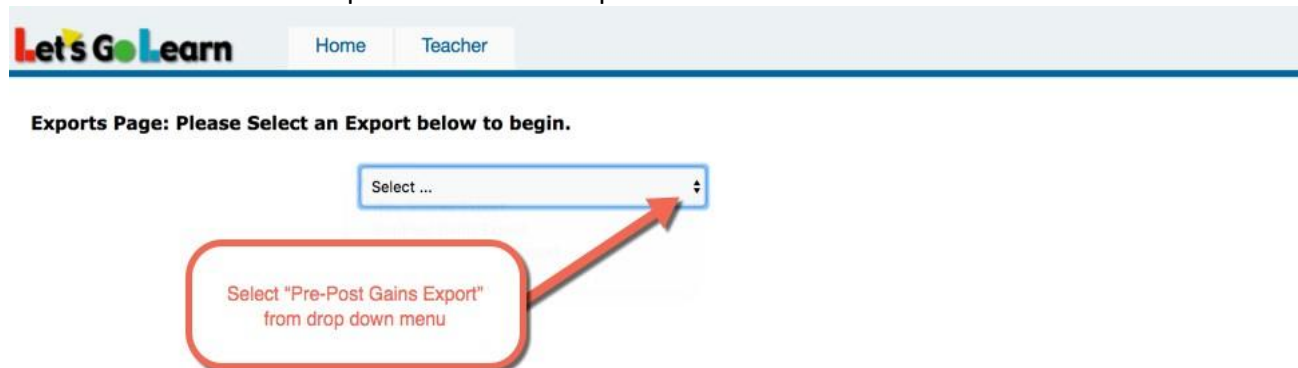 Let's Go Learn Home Teacher
Exports Page: Please Select an Export below to begin.
Select ...
Select "Pre-Post Gains Export"
from drop down menu